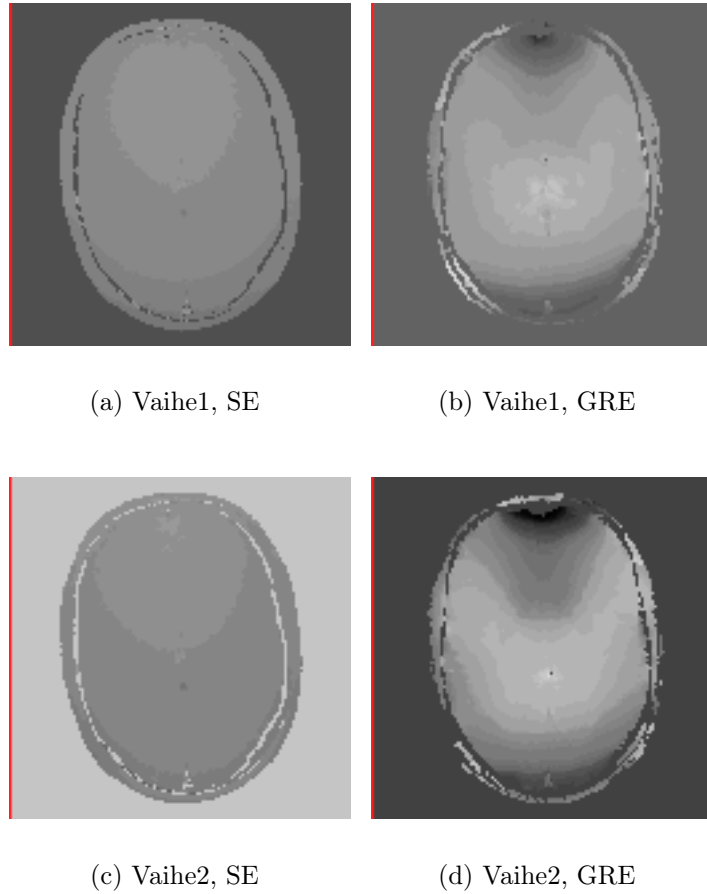 (a) Vaihe1, SE
(b) Vaihe1, GRE
(c) Vaihe2, SE
(d) Vaihe2, GRE